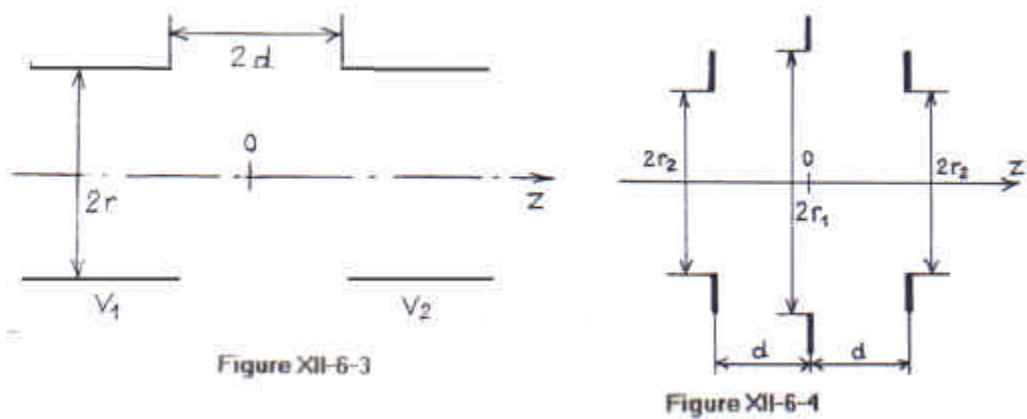 2d
0
z
2r
V1
V2
Figure XII-6-3
2r2
0
2r1
2r2
z
d
d
Figure XII-6-4